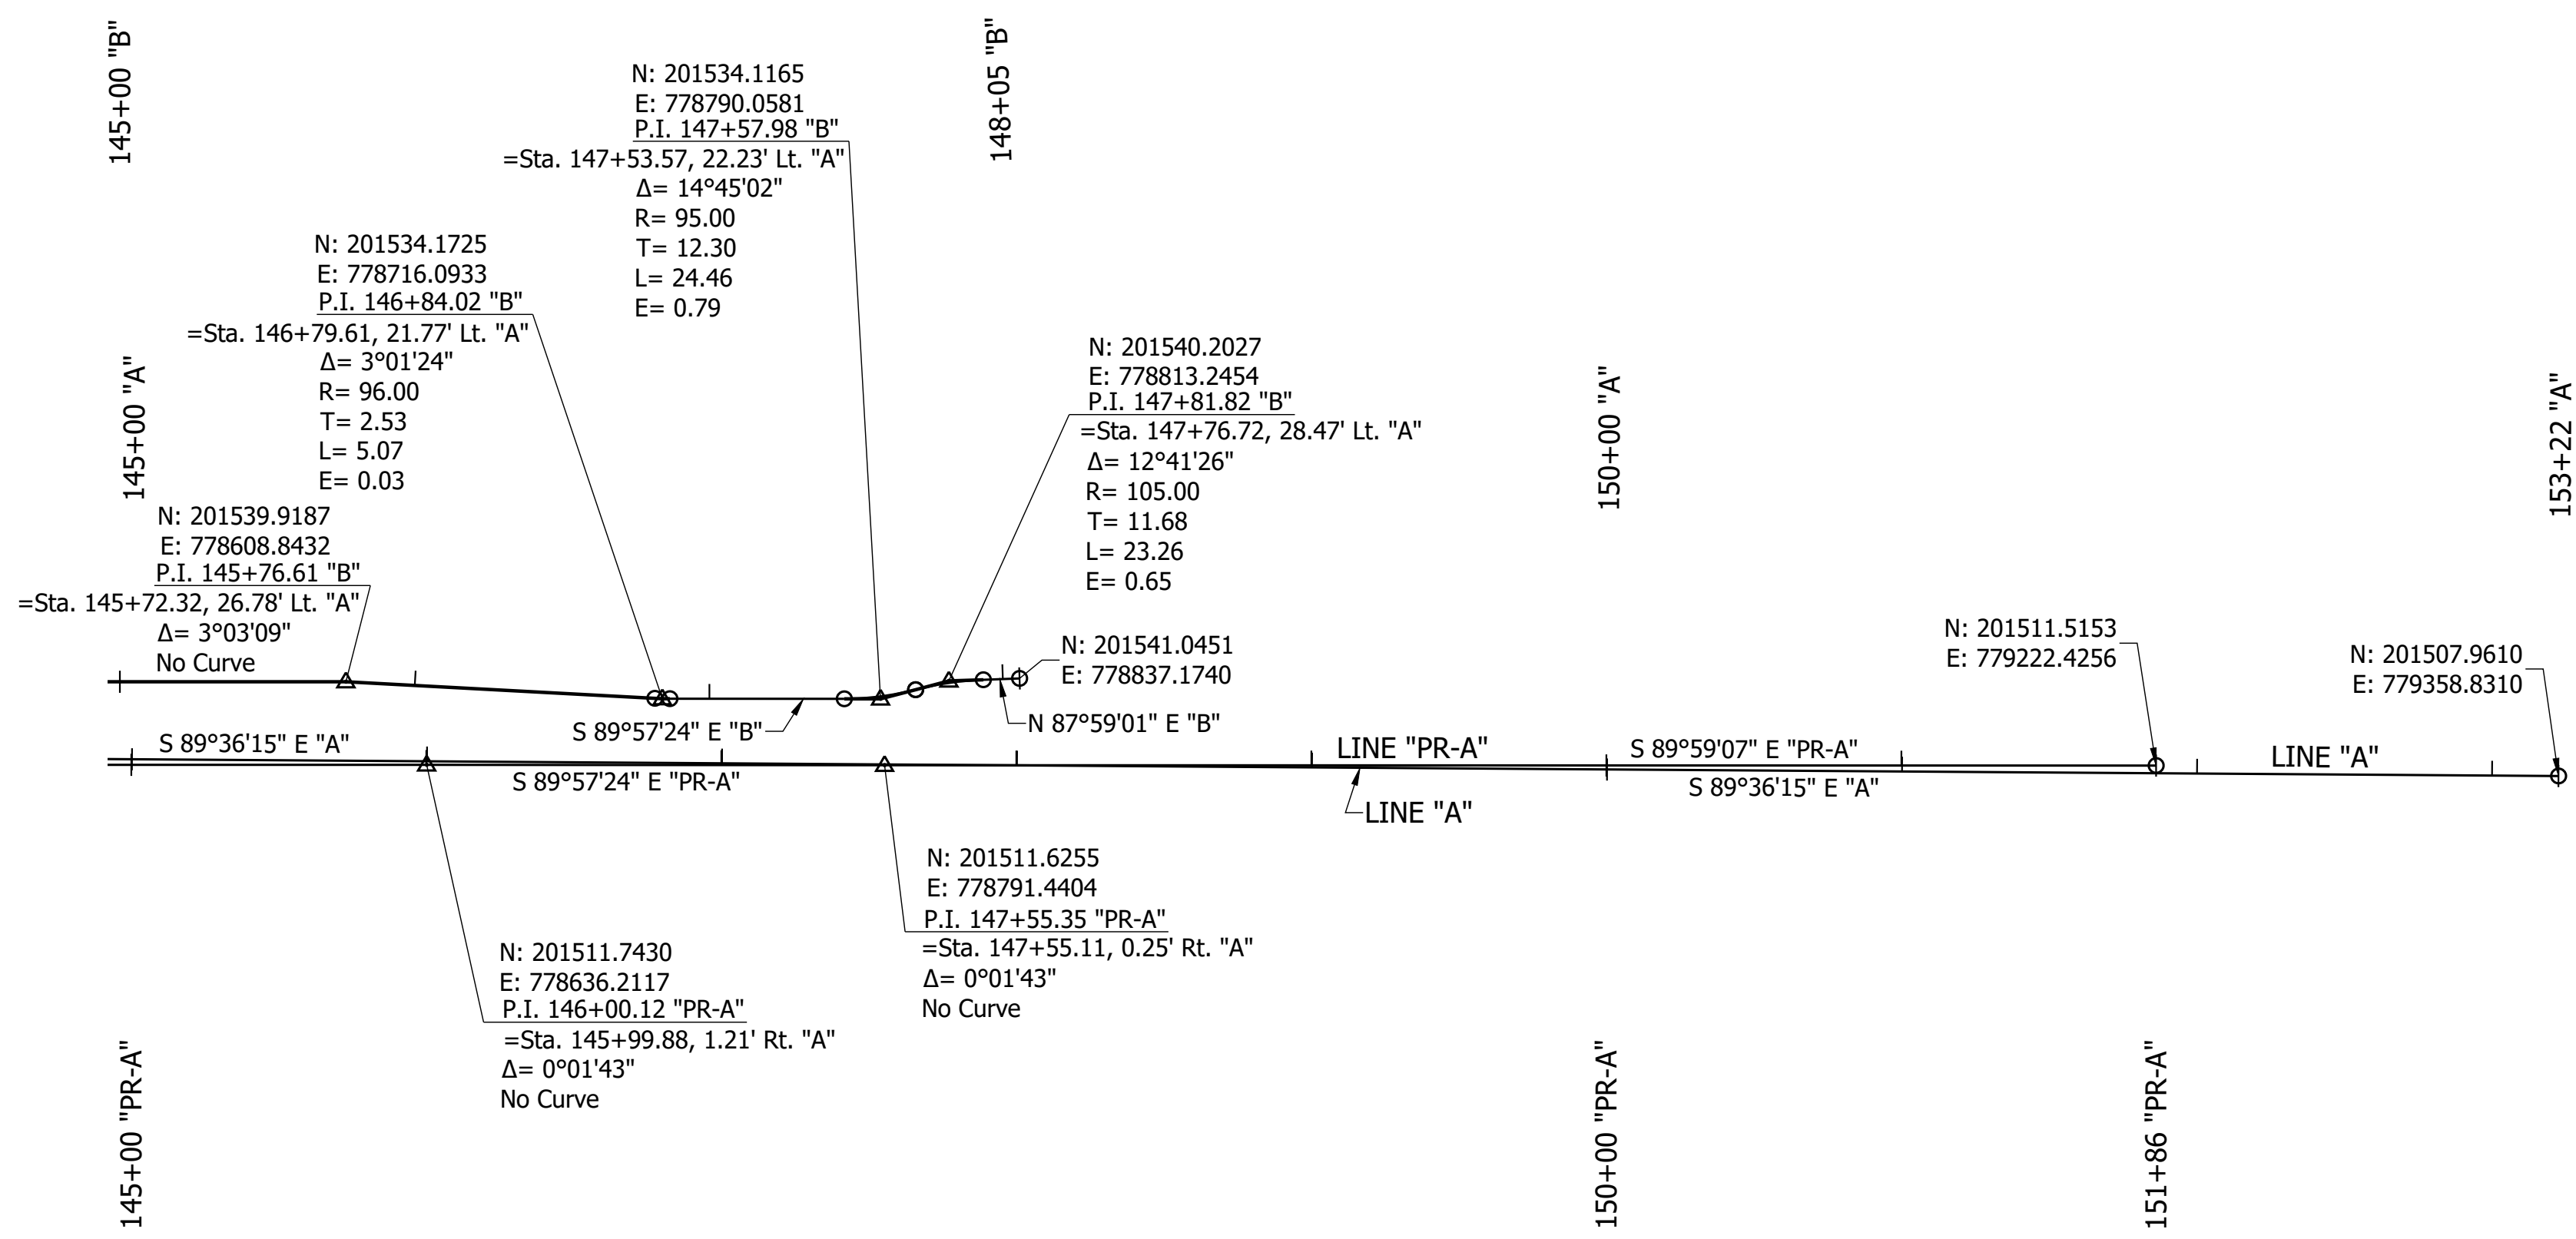 145+00 "B"
148+05 "B"
N: 201534.1165
E: 778790.0581
P.I. 147+57.98 "B"
=Sta. 147+53.57, 22.23' Lt. "A"
Δ= 14°45'02"
R= 95.00
T= 12.30
L= 24.46
E= 0.79
N: 201534.1725
E: 778716.0933
P.I. 146+84.02 "B"
=Sta. 146+79.61, 21.77' Lt. "A"
Δ= 3°01'24"
R= 96.00
T= 2.53
L= 5.07
E= 0.03
145+00 "A"
N: 201540.2027
E: 778813.2454
P.I. 147+81.82 "B"
=Sta. 147+76.72, 28.47' Lt. "A"
Δ= 12°41'26"
R= 105.00
T= 11.68
L= 23.26
E= 0.65
150+00 "A"
153+22 "A"
N: 201539.9187
E: 778608.8432
P.I. 145+76.61 "B"
=Sta. 145+72.32, 26.78' Lt. "A"
Δ= 3°03'09"
No Curve
N: 201541.0451
E: 778837.1740
N: 201511.5153
E: 779222.4256
N: 201507.9610
E: 779358.8310
S 89°57'24" E "B"
N 87°59'01" E "B"
S 89°36'15" E "A"
LINE "PR-A"
S 89°59'07" E "PR-A"
LINE "A"
S 89°57'24" E "PR-A"
S 89°36'15" E "A"
LINE "A"
N: 201511.6255
E: 778791.4404
P.I. 147+55.35 "PR-A"
=Sta. 147+55.11, 0.25' Rt. "A"
Δ= 0°01'43"
No Curve
N: 201511.7430
E: 778636.2117
P.I. 146+00.12 "PR-A"
=Sta. 145+99.88, 1.21' Rt. "A"
Δ= 0°01'43"
No Curve
145+00 "PR-A"
150+00 "PR-A"
151+86 "PR-A"